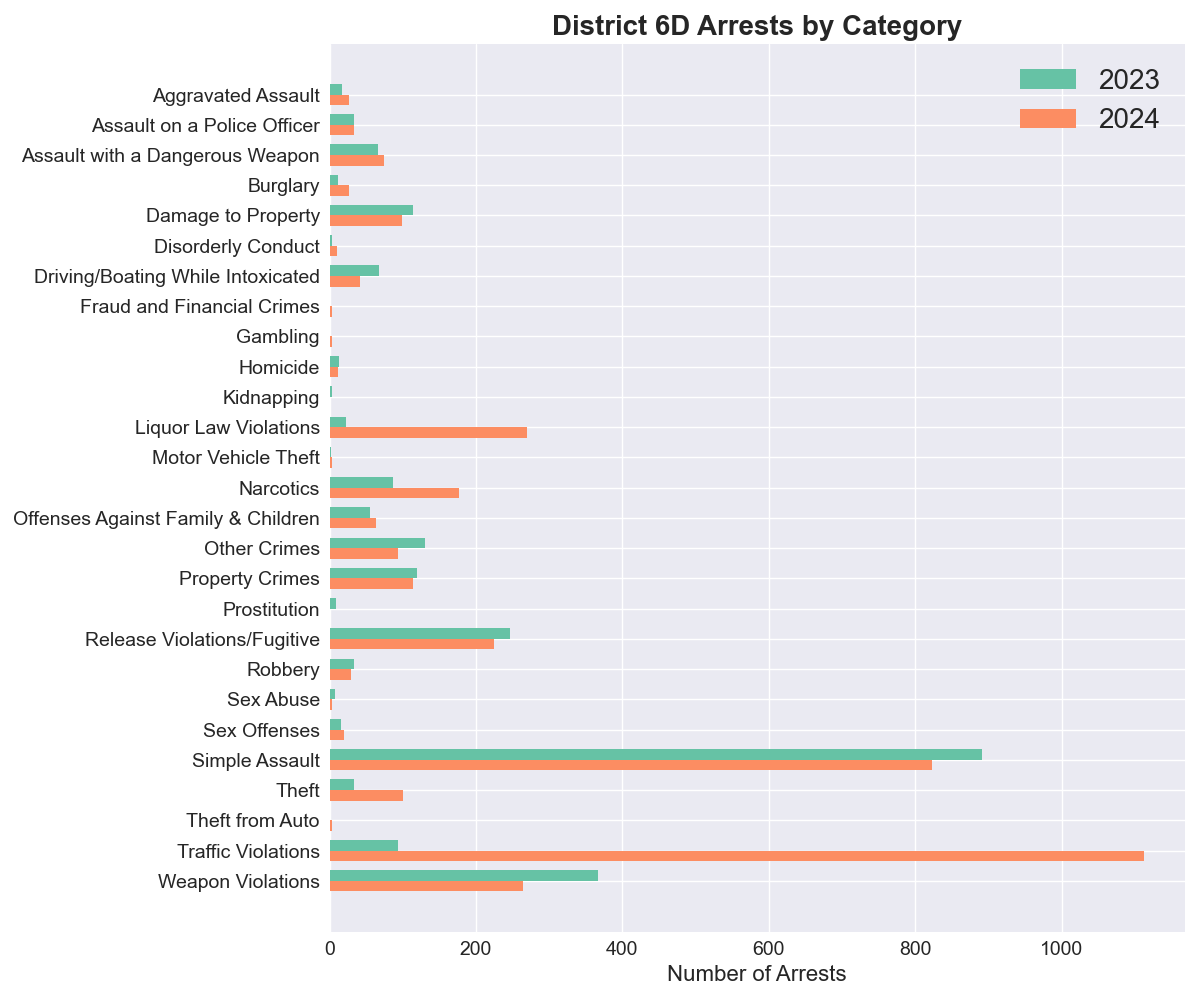 District 6D Arrests by Category
2023
2024
Aggravated Assault
Assault on a Police Officer
Assault with a Dangerous Weapon
Burglary
Damage to Property
Disorderly Conduct
Driving/Boating While Intoxicated
Fraud and Financial Crimes
Gambling
Homicide
Kidnapping
Liquor Law Violations
Motor Vehicle Theft
Narcotics
Offenses Against Family & Children
Other Crimes
Property Crimes
Prostitution
Release Violations/Fugitive
Robbery
Sex Abuse
Sex Offenses
Simple Assault
Theft
Theft from Auto
Traffic Violations
Weapon Violations
0 200 400 600 800 1000
Number of Arrests